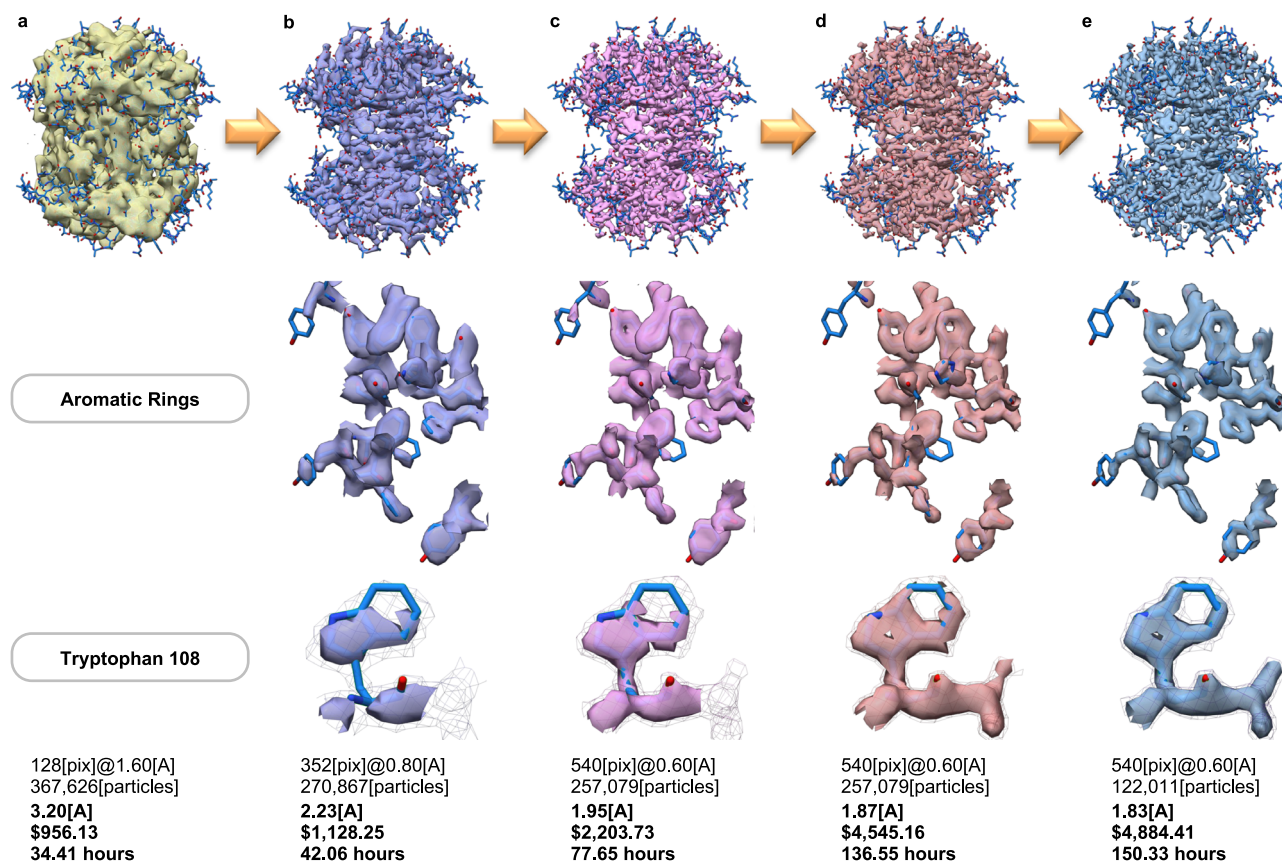 a
b
c
d
e
Aromatic Rings
Tryptophan 108
128[pix]@1.60[A]
367,626[particles]
3.20[A]
$956.13
34.41 hours
352[pix]@0.80[A]
270,867[particles]
2.23[A]
$1,128.25
42.06 hours
540[pix]@0.60[A]
257,079[particles]
1.95[A]
$2,203.73
77.65 hours
540[pix]@0.60[A]
257,079[particles]
1.87[A]
$4,545.16
136.55 hours
540[pix]@0.60[A]
122,011[particles]
1.83[A]
$4,884.41
150.33 hours